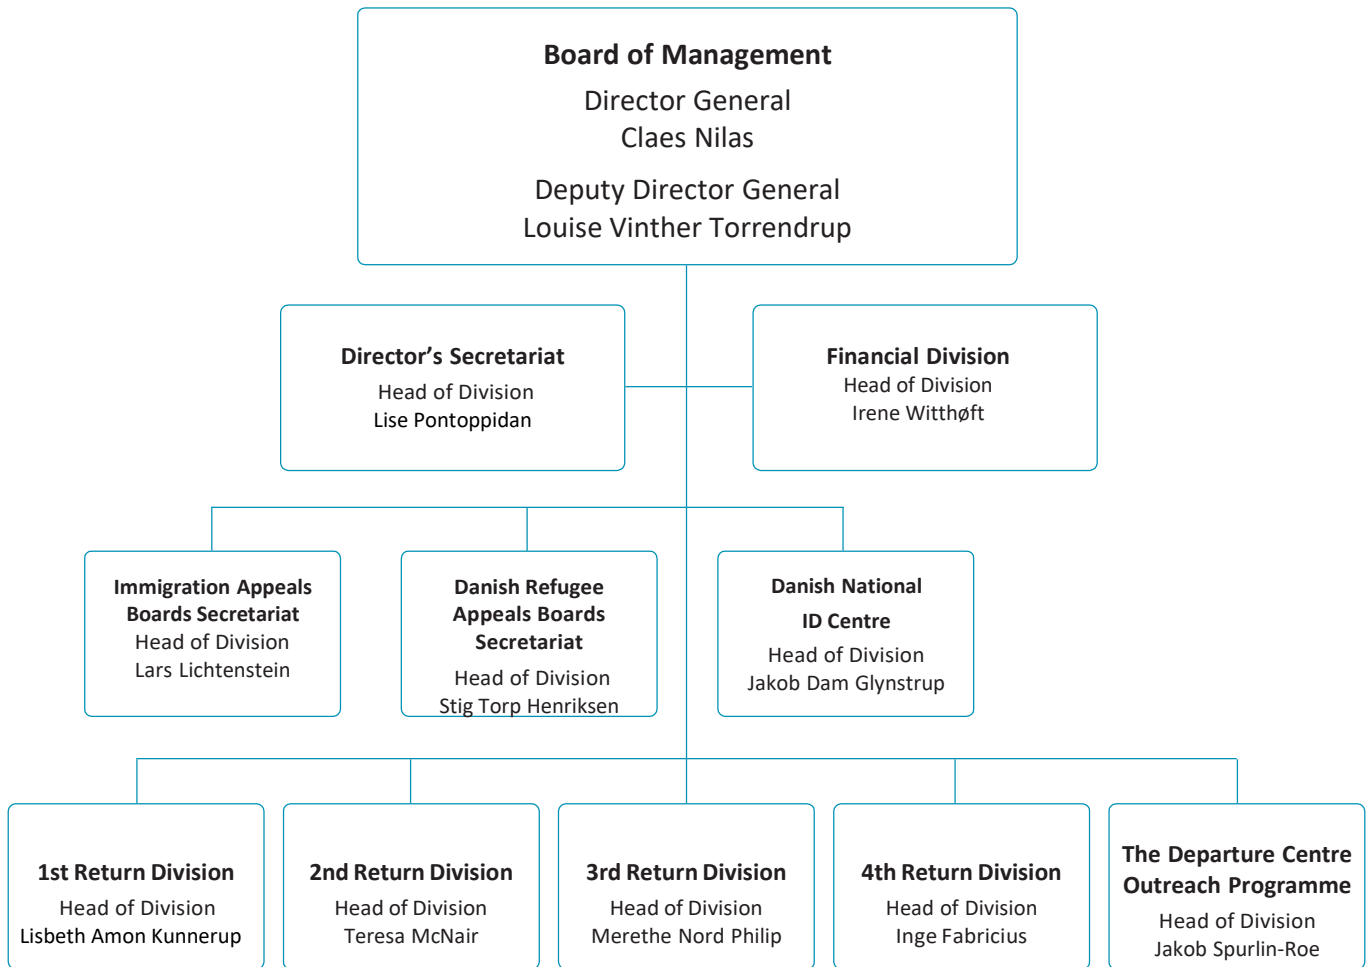 Board of Management
Director General
Claes Nilas
Deputy Director General
Louise Vinther Torrendrup
Director’s Secretariat
Head of Division
Lise Pontoppidan
Financial Division
Head of Division
Irene Witthøft
Immigration Appeals
Boards Secretariat
Head of Division
Lars Lichtenstein
Danish Refugee
Appeals Boards
Secretariat
Head of Division
Stig Torp Henriksen
Danish National
ID Centre
Head of Division
Jakob Dam Glynstrup
1st Return Division
Head of Division
Lisbeth Amon Kunnerup
2nd Return Division
Head of Division
Teresa McNair
3rd Return Division
Head of Division
Merethe Nord Philip
4th Return Division
Head of Division
Inge Fabricius
The Departure Centre
Outreach Programme
Head of Division
Jakob Spurlin-Roe